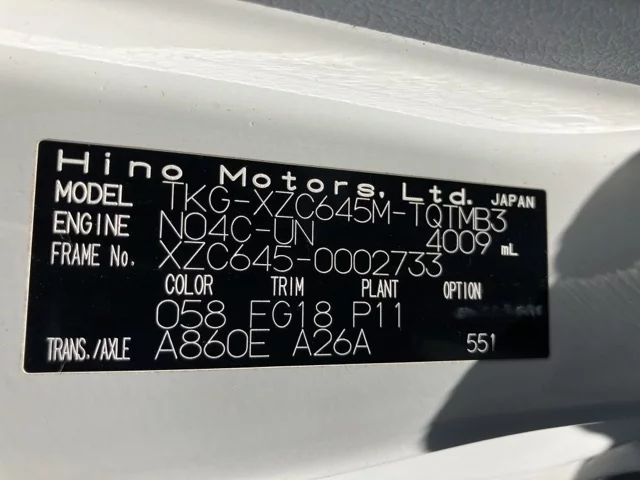 Hino Motors, Ltd. JAPAN
MODEL TKG-XZC645M-TQTMB3
ENGINE N04C-UN 4009 mL
FRAME No. XZC645-0002733
COLOR TRIM PLANT OPTION
058 FG18 P11
TRANS./AXLE A860E A26A 551